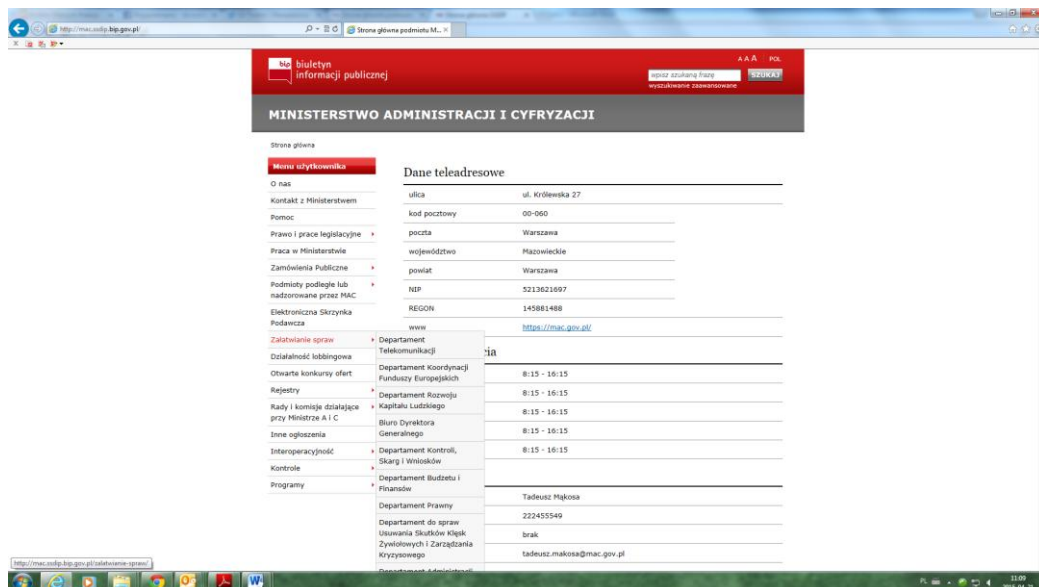 http://mac.ssdip.bip.gov.pl/
Strona główna podmiotu M...
bip biuletyn
informacji publicznej
A A A POL
wpisz szukaną frazę SZUKAJ
wyszukiwanie zaawansowane
MINISTERSTWO ADMINISTRACJI I CYFRYZACJI
Strona główna
Menu użytkownika
O nas
Kontakt z Ministerstwem
Pomoc
Prawo i prace legislacyjne
Praca w Ministerstwie
Zamówienia Publiczne
Podmioty podległe lub
nadzorowane przez MAC
Elektroniczna Skrzynka
Podawcza
Załatwianie spraw
Działalność lobbingowa
Otwarte konkursy ofert
Rejestry
Rady i komisje działające
przy Ministrze A i C
Inne ogłoszenia
Interoperacyjność
Kontrole
Programy
Departament
Telekomunikacji
Departament Koordynacji
Funduszy Europejskich
Departament Rozwoju
Kapitału Ludzkiego
Biuro Dyrektora
Generalnego
Departament Kontroli,
Skarg i Wniosków
Departament Budżetu i
Finansów
Departament Prawny
Departament do spraw
Usuwania Skutków Klęsk
Żywiołowych i Zarządzania
Kryzysowego
Departament Administracji
Dane teleadresowe
ulica ul. Królewska 27
kod pocztowy 00-060
poczta Warszawa
województwo Mazowieckie
powiat Warszawa
NIP 5213621697
REGON 145881488
www https://mac.gov.pl/
cia
8:15 - 16:15
8:15 - 16:15
8:15 - 16:15
8:15 - 16:15
8:15 - 16:15
Tadeusz Mąkosa
222455549
brak
tadeusz.makosa@mac.gov.pl
http://mac.ssdip.bip.gov.pl/zalatwianie-spraw/
PL
11:09